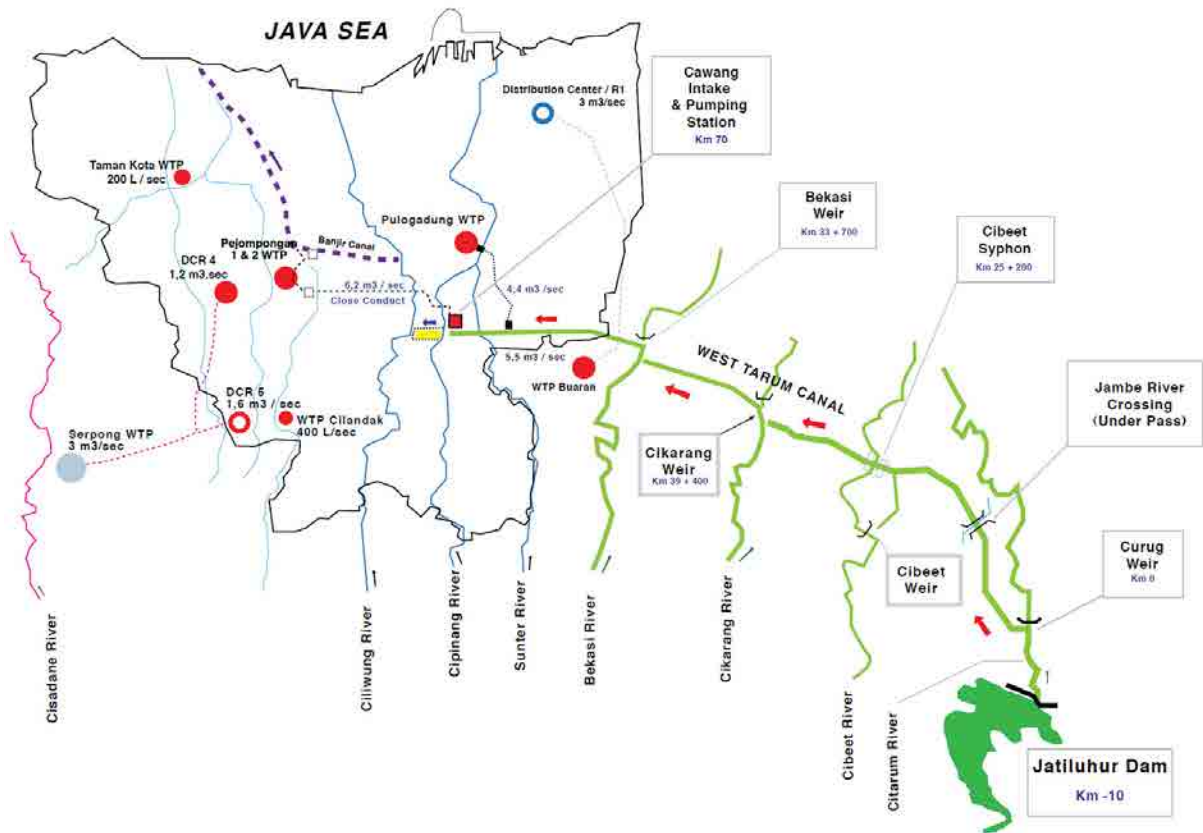 JAVA SEA
Distribution Center / R1
3 m3/sec
Cawang
Intake
& Pumping
Station
Km 70
Taman Kota WTP
200 L / sec
Pulogadung WTP
Bekasi
Weir
Km 33 + 700
Cibeet
Syphon
Km 25 + 200
Pejompongan
1 & 2 WTP
Banjir Canal
DCR 4
1,2 m3,sec
6,2 m3 / sec
Close Conduct
4,4 m3 /sec
5,5 m3 / sec
WTP Buaran
WEST TARUM CANAL
Jambe River
Crossing
(Under Pass)
DCR 5
1,6 m3 / sec
WTP Cilandak
400 L/sec
Serpong WTP
3 m3/sec
Cikarang
Weir
Km 39 + 400
Cibeet
Weir
Curug
Weir
Km 0
Cisadane River
Ciliwung River
Cipinang River
Sunter River
Bekasi River
Cikarang River
Cibeet River
Citarum River
Jatiluhur Dam
Km -10